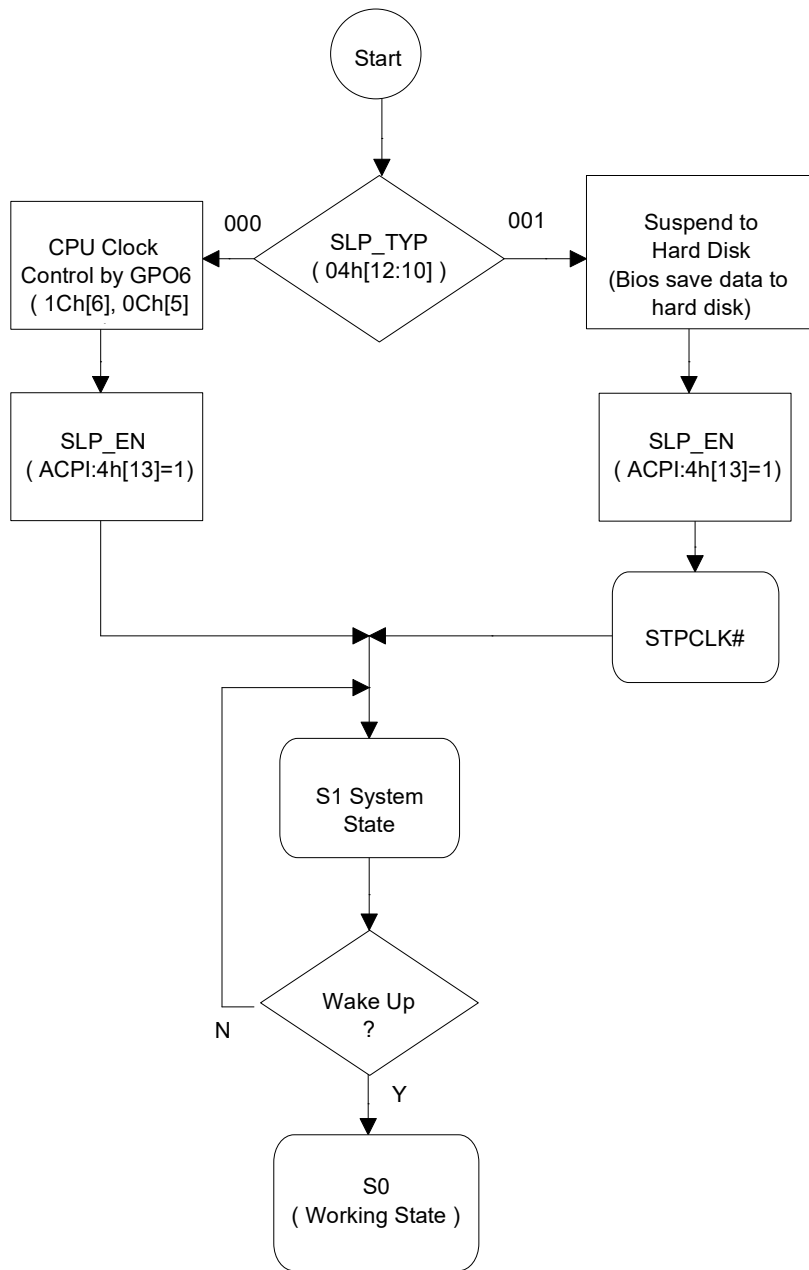 Start
000
001
SLP_TYP
( 04h[12:10] )
CPU Clock
Control by GPO6
( 1Ch[6], 0Ch[5]
Suspend to
Hard Disk
(Bios save data to
hard disk)
SLP_EN
( ACPI:4h[13]=1)
SLP_EN
( ACPI:4h[13]=1)
STPCLK#
S1 System
State
Wake Up
?
N
Y
S0
( Working State )